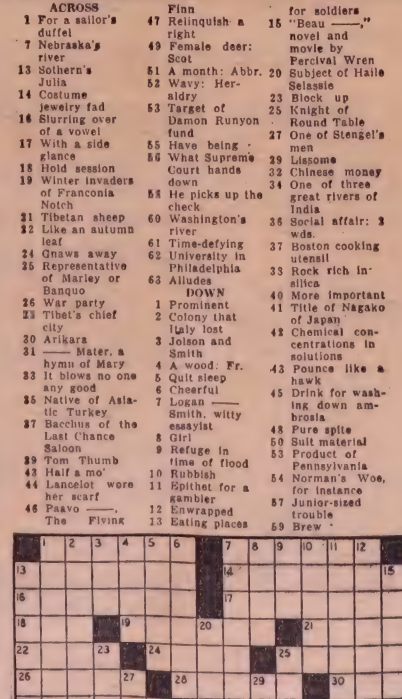 ACROSS
1 For a sailor's
duffel
7 Nebraska's
river
13 Sothern's
Julia
14 Costume
jewelry fad
16 Slurring over
of a vowel
17 With a side
glance
18 Hold session
19 Winter invaders
of Franconia
Notch
21 Tibetan sheep
22 Like an autumn
leaf
24 Gnaws away
25 Representative
of Marley or
Banquo
26 War party
28 Tibet's chief
city
30 Arikara
31 —— Mater, a
hymn of Mary
33 It blows no one
any good
35 Native of Asia-
tic Turkey
37 Bacchus of the
Last Chance
Saloon
39 Tom Thumb
43 Half a mo'
44 Lancelot wore
her scarf
46 Paavo ——,
The Flying
Finn
47 Relinquish a
right
49 Female deer:
Scot
51 A month: Abbr.
52 Wavy: Her-
aldry
53 Target of
Damon Runyon
fund
55 Have being
56 What Supreme
Court hands
down
58 He picks up the
check
60 Washington's
river
61 Time-defying
62 University in
Philadelphia
63 Alludes
DOWN
1 Prominent
2 Colony that
Italy lost
3 Jolson and
Smith
4 A wood: Fr.
5 Quit sleep
6 Cheerful
7 Logan ——
Smith, witty
essayist
8 Girl
9 Refuge in
time of flood
10 Rubbish
11 Epithet for a
gambler
12 Enwrapped
13 Eating places
for soldiers
15 "Beau ——,"
novel and
movie by
Percival Wren
20 Subject of Haile
Selassie
23 Block up
25 Knight of
Round Table
27 One of Stengel's
men
29 Lissome
32 Chinese money
34 One of three
great rivers of
India
36 Social affair: 2
wds.
37 Boston cooking
utensil
38 Rock rich in
silica
40 More important
41 Title of Nagako
of Japan
42 Chemical con-
centrations in
solutions
43 Pounce like a
hawk
45 Drink for wash-
ing down am-
brosia
48 Pure spite
50 Suit material
53 Product of
Pennsylvania
54 Norman's Woe,
for instance
57 Junior-sized
trouble
59 Brew
1 2 3 4 5 6 7 8 9 10 11 12
13 14 15
16 17
18 19 20 21
22 23 24 25
26 27 28 29 30